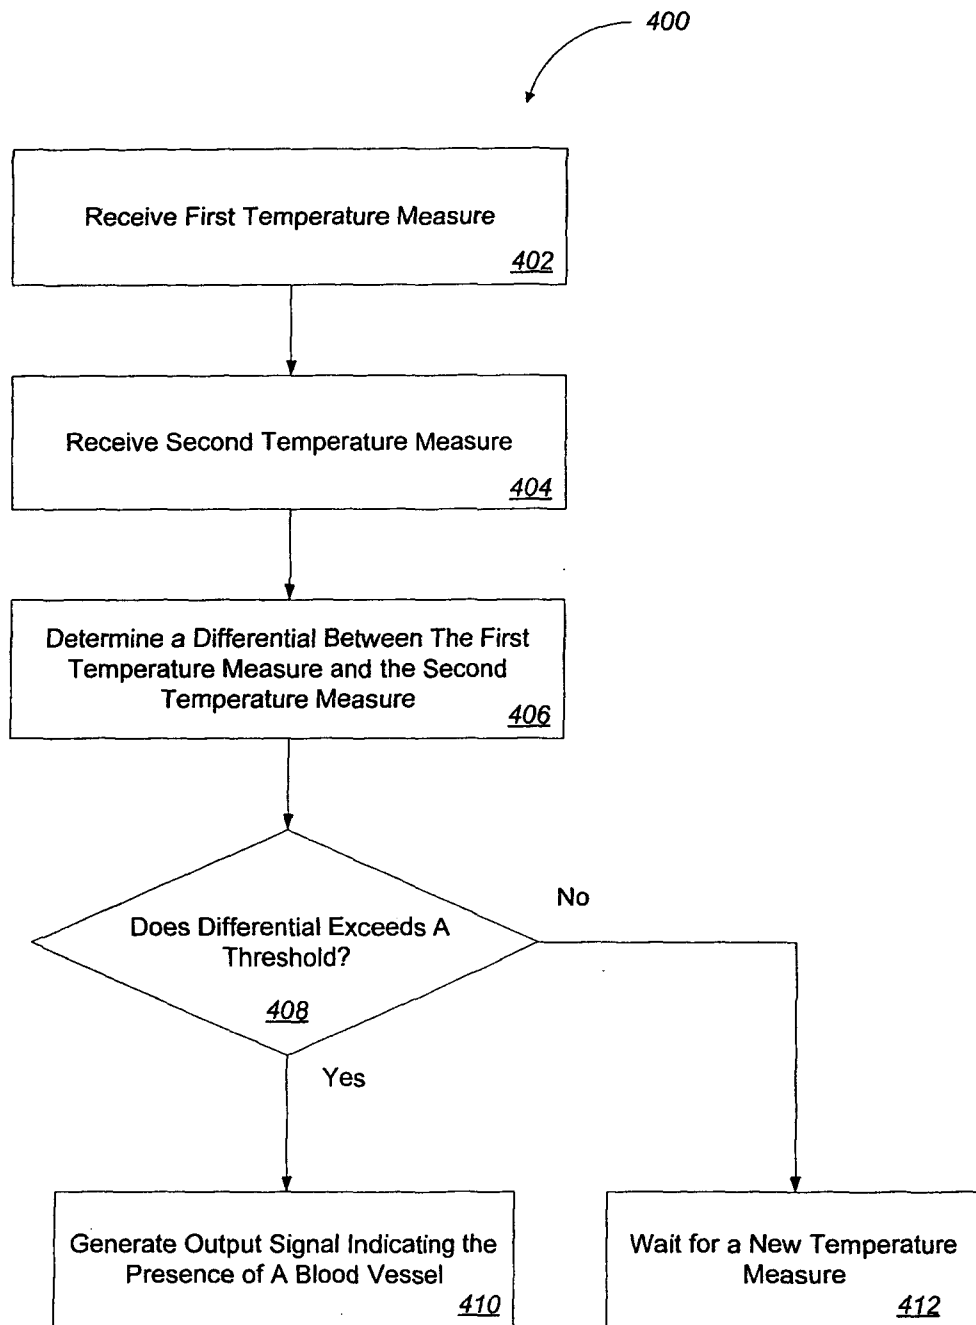 400
Receive First Temperature Measure
402
Receive Second Temperature Measure
404
Determine a Differential Between The First
Temperature Measure and the Second
Temperature Measure
406
Does Differential Exceeds A
Threshold?
408
No
Yes
Generate Output Signal Indicating the
Presence of A Blood Vessel
410
Wait for a New Temperature
Measure
412